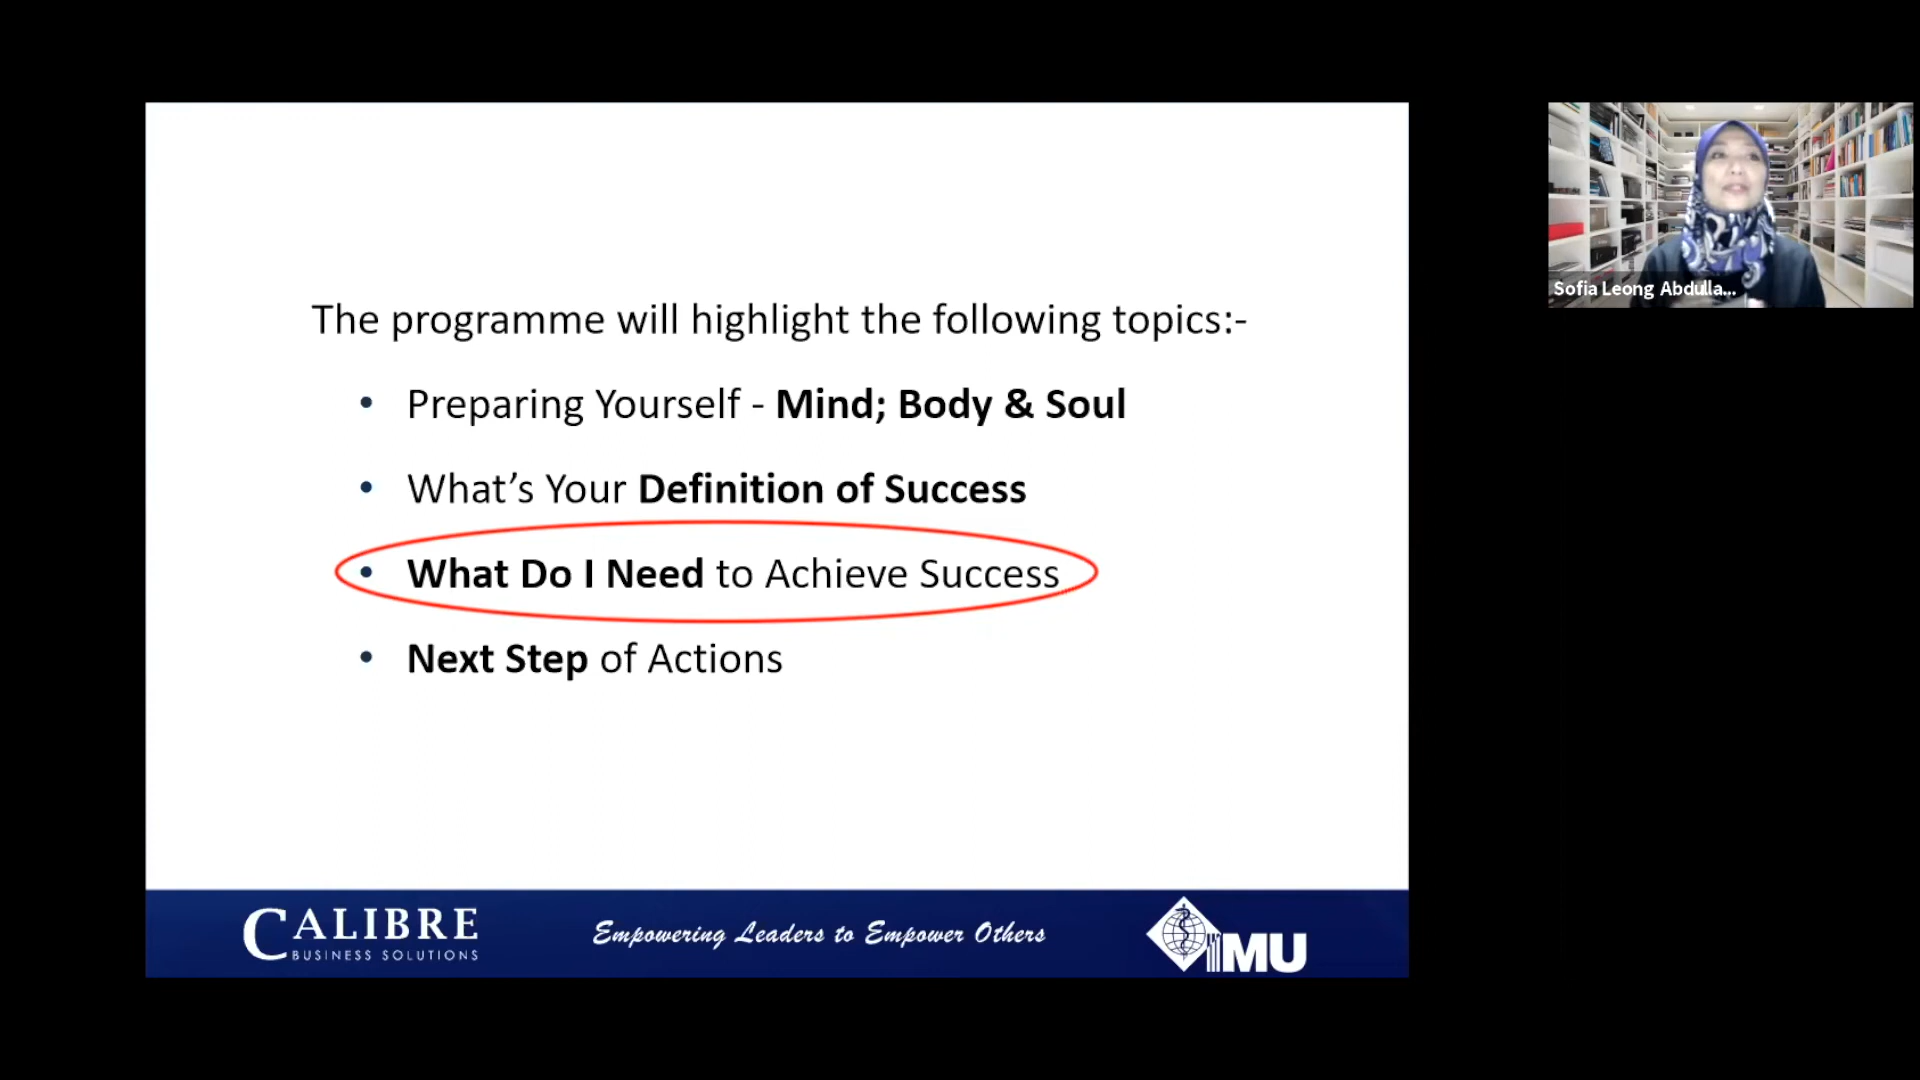 The programme will highlight the following topics:-
• Preparing Yourself - Mind; Body & Soul
• What's Your Definition of Success
• What Do I Need to Achieve Success
• Next Step of Actions
CALIBRE
BUSINESS SOLUTIONS
Empowering Leaders to Empower Others
IMU
Sofia Leong Abdulla...